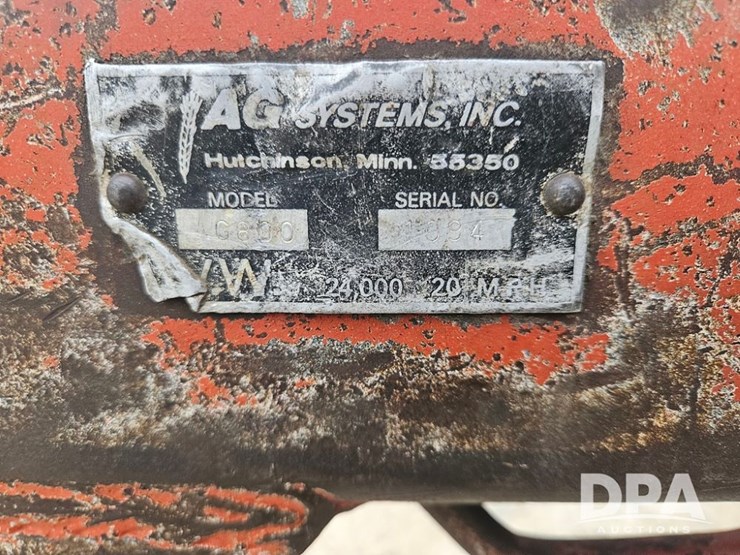 AG SYSTEMS, INC.
Hutchinson, Minn. 55350
MODEL SERIAL NO.
24,000 20 M.P.H.
DPA
AUCTIONS